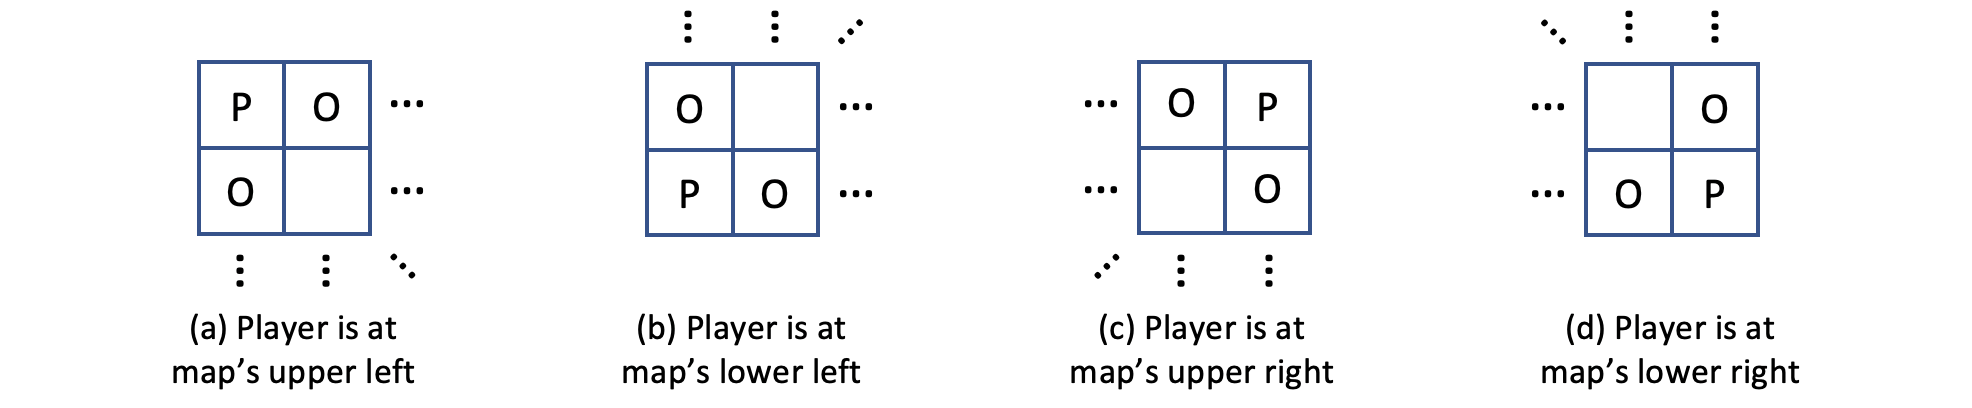 P O ... O P ...
O ... ... O
O ... P O ...
... O ... O P
(a) Player is at
map's upper left
(b) Player is at
map's lower left
(c) Player is at
map's upper right
(d) Player is at
map's lower right